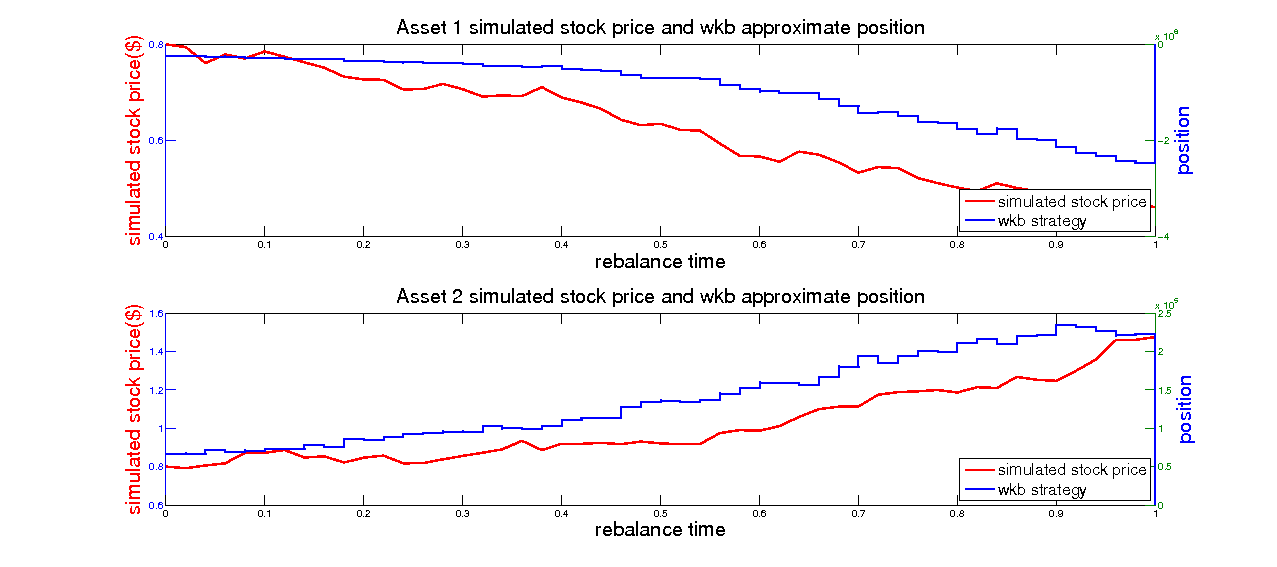 Asset 1 simulated stock price and wkb approximate position
simulated stock price($)
0.8
0.6
0.4
x 10^6
0
−2
−4
position
simulated stock price
wkb strategy
0 0.1 0.2 0.3 0.4 0.5 0.6 0.7 0.8 0.9 1
rebalance time
Asset 2 simulated stock price and wkb approximate position
simulated stock price($)
1.6
1.4
1.2
1
0.8
0.6
2.5
2
1.5
1
0.5
0
position
simulated stock price
wkb strategy
0 0.1 0.2 0.3 0.4 0.5 0.6 0.7 0.8 0.9 1
rebalance time